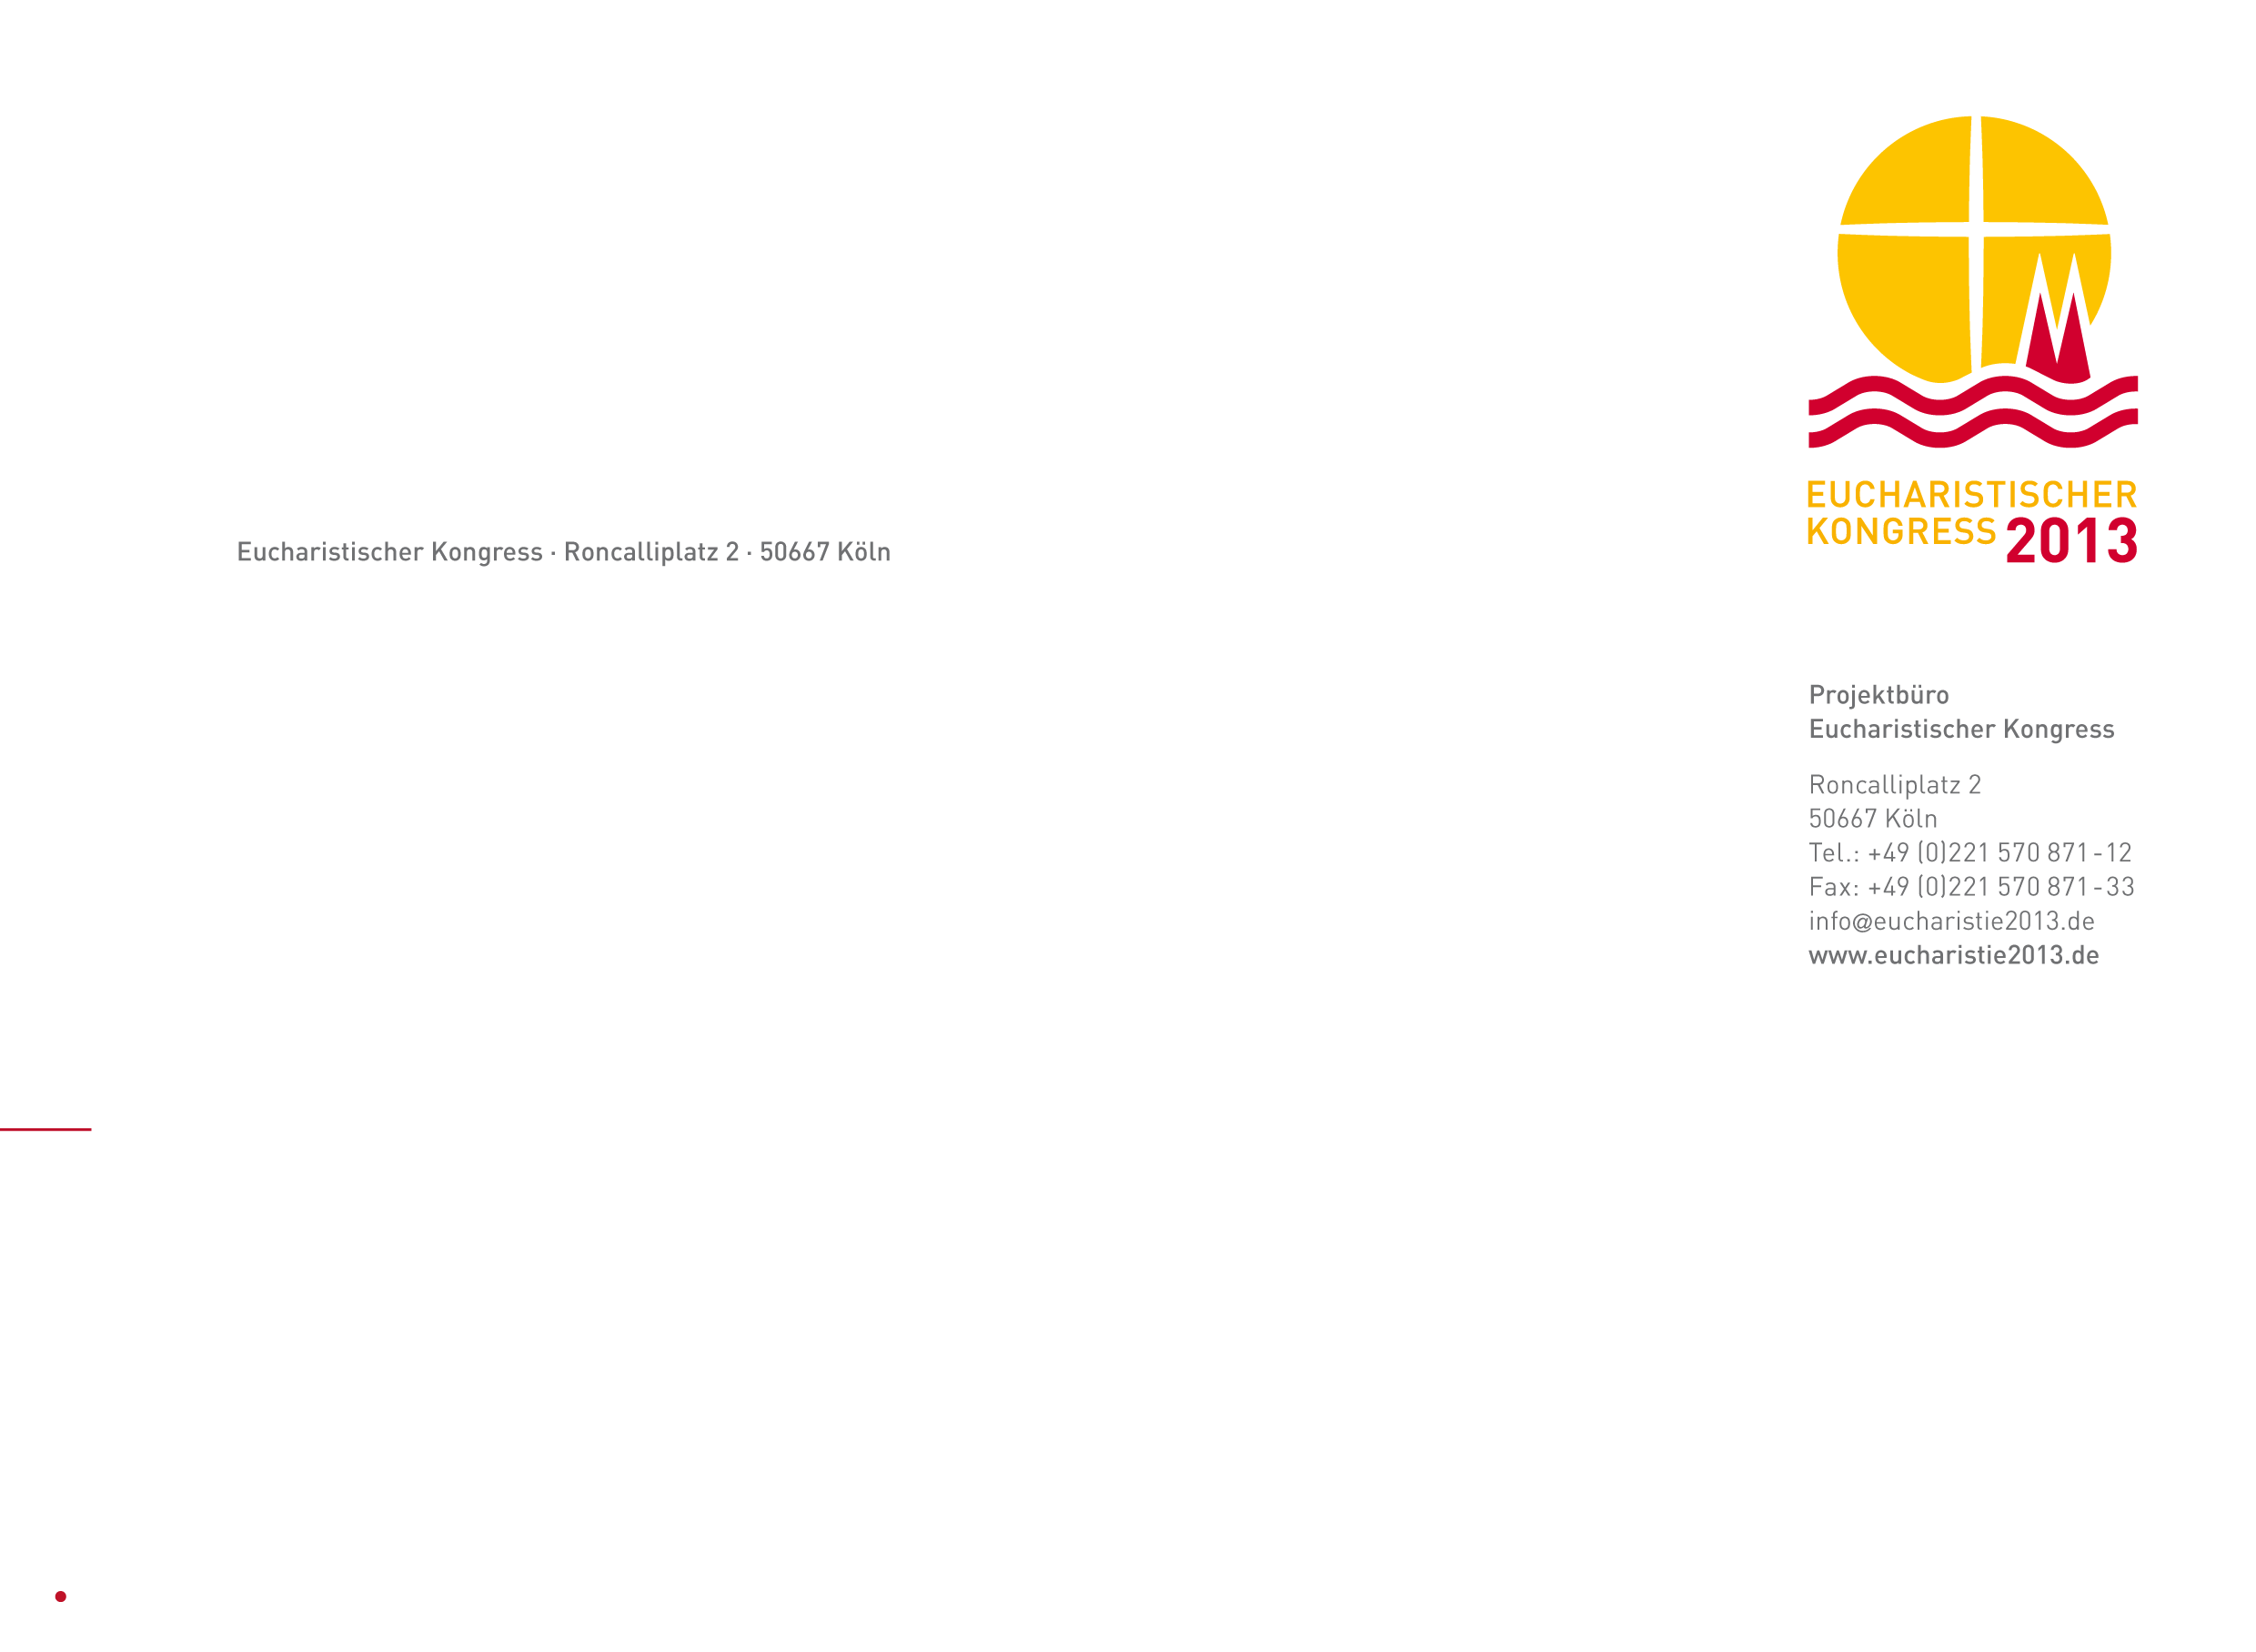 EUCHARISTISCHER
KONGRESS 2013
Eucharistischer Kongress · Roncalliplatz 2 · 50667 Köln
Projektbüro
Eucharistischer Kongress
Roncalliplatz 2
50667 Köln
Tel.: +49 (0)221 570 871-12
Fax: +49 (0)221 570 871-33
info@eucharistie2013.de
www.eucharistie2013.de